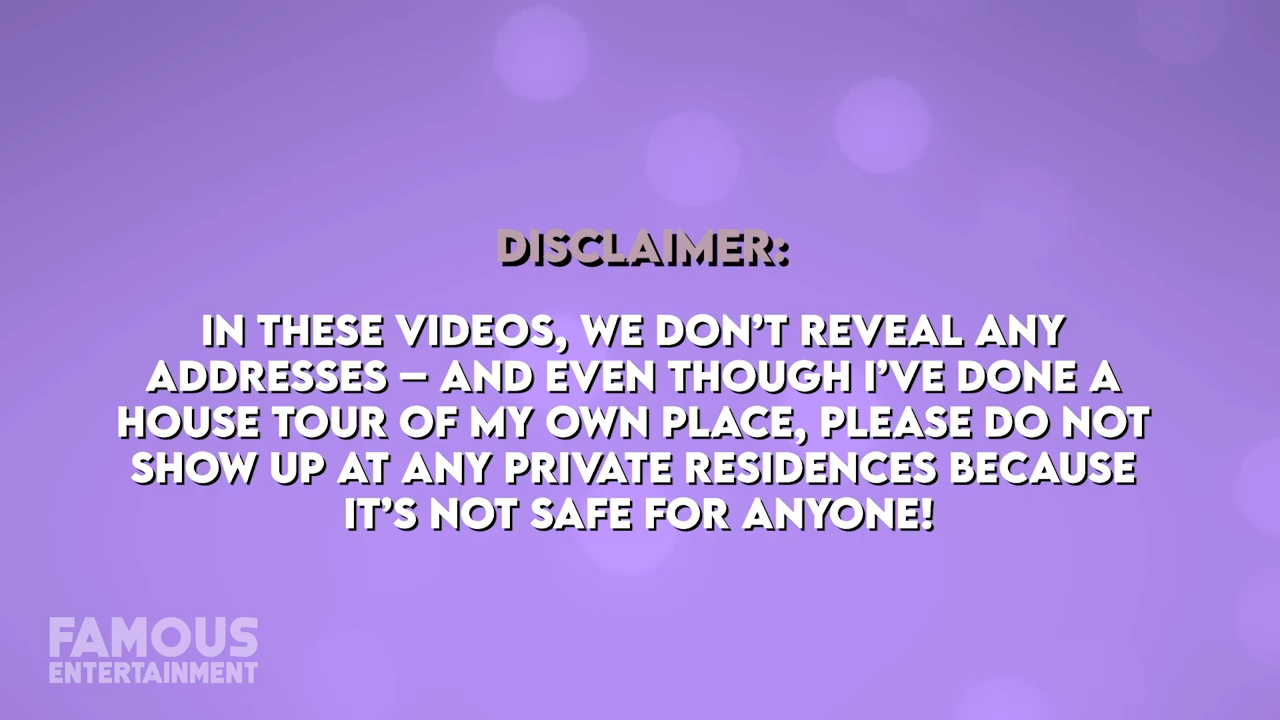 DISCLAIMER:
IN THESE VIDEOS, WE DON'T REVEAL ANY
ADDRESSES – AND EVEN THOUGH I'VE DONE A
HOUSE TOUR OF MY OWN PLACE, PLEASE DO NOT
SHOW UP AT ANY PRIVATE RESIDENCES BECAUSE
IT'S NOT SAFE FOR ANYONE!
FAMOUS
ENTERTAINMENT